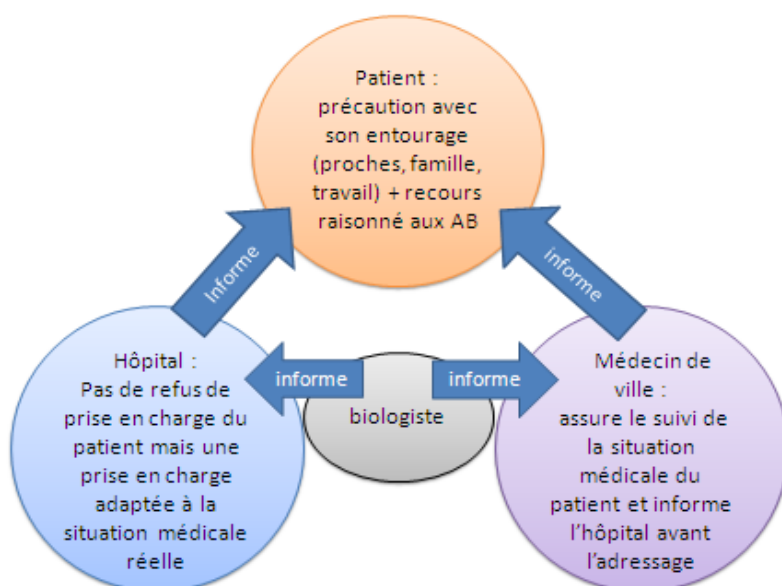 Patient :
précaution avec
son entourage
(proches, famille,
travail) + recours
raisonné aux AB
Informe
informe
Hôpital :
Pas de refus de
prise en charge du
patient mais une
prise en charge
adaptée à la
situation médicale
réelle
informe
biologiste
informe
Médecin de
ville :
assure le suivi de
la situation
médicale du
patient et informe
l'hôpital avant
l'adressage